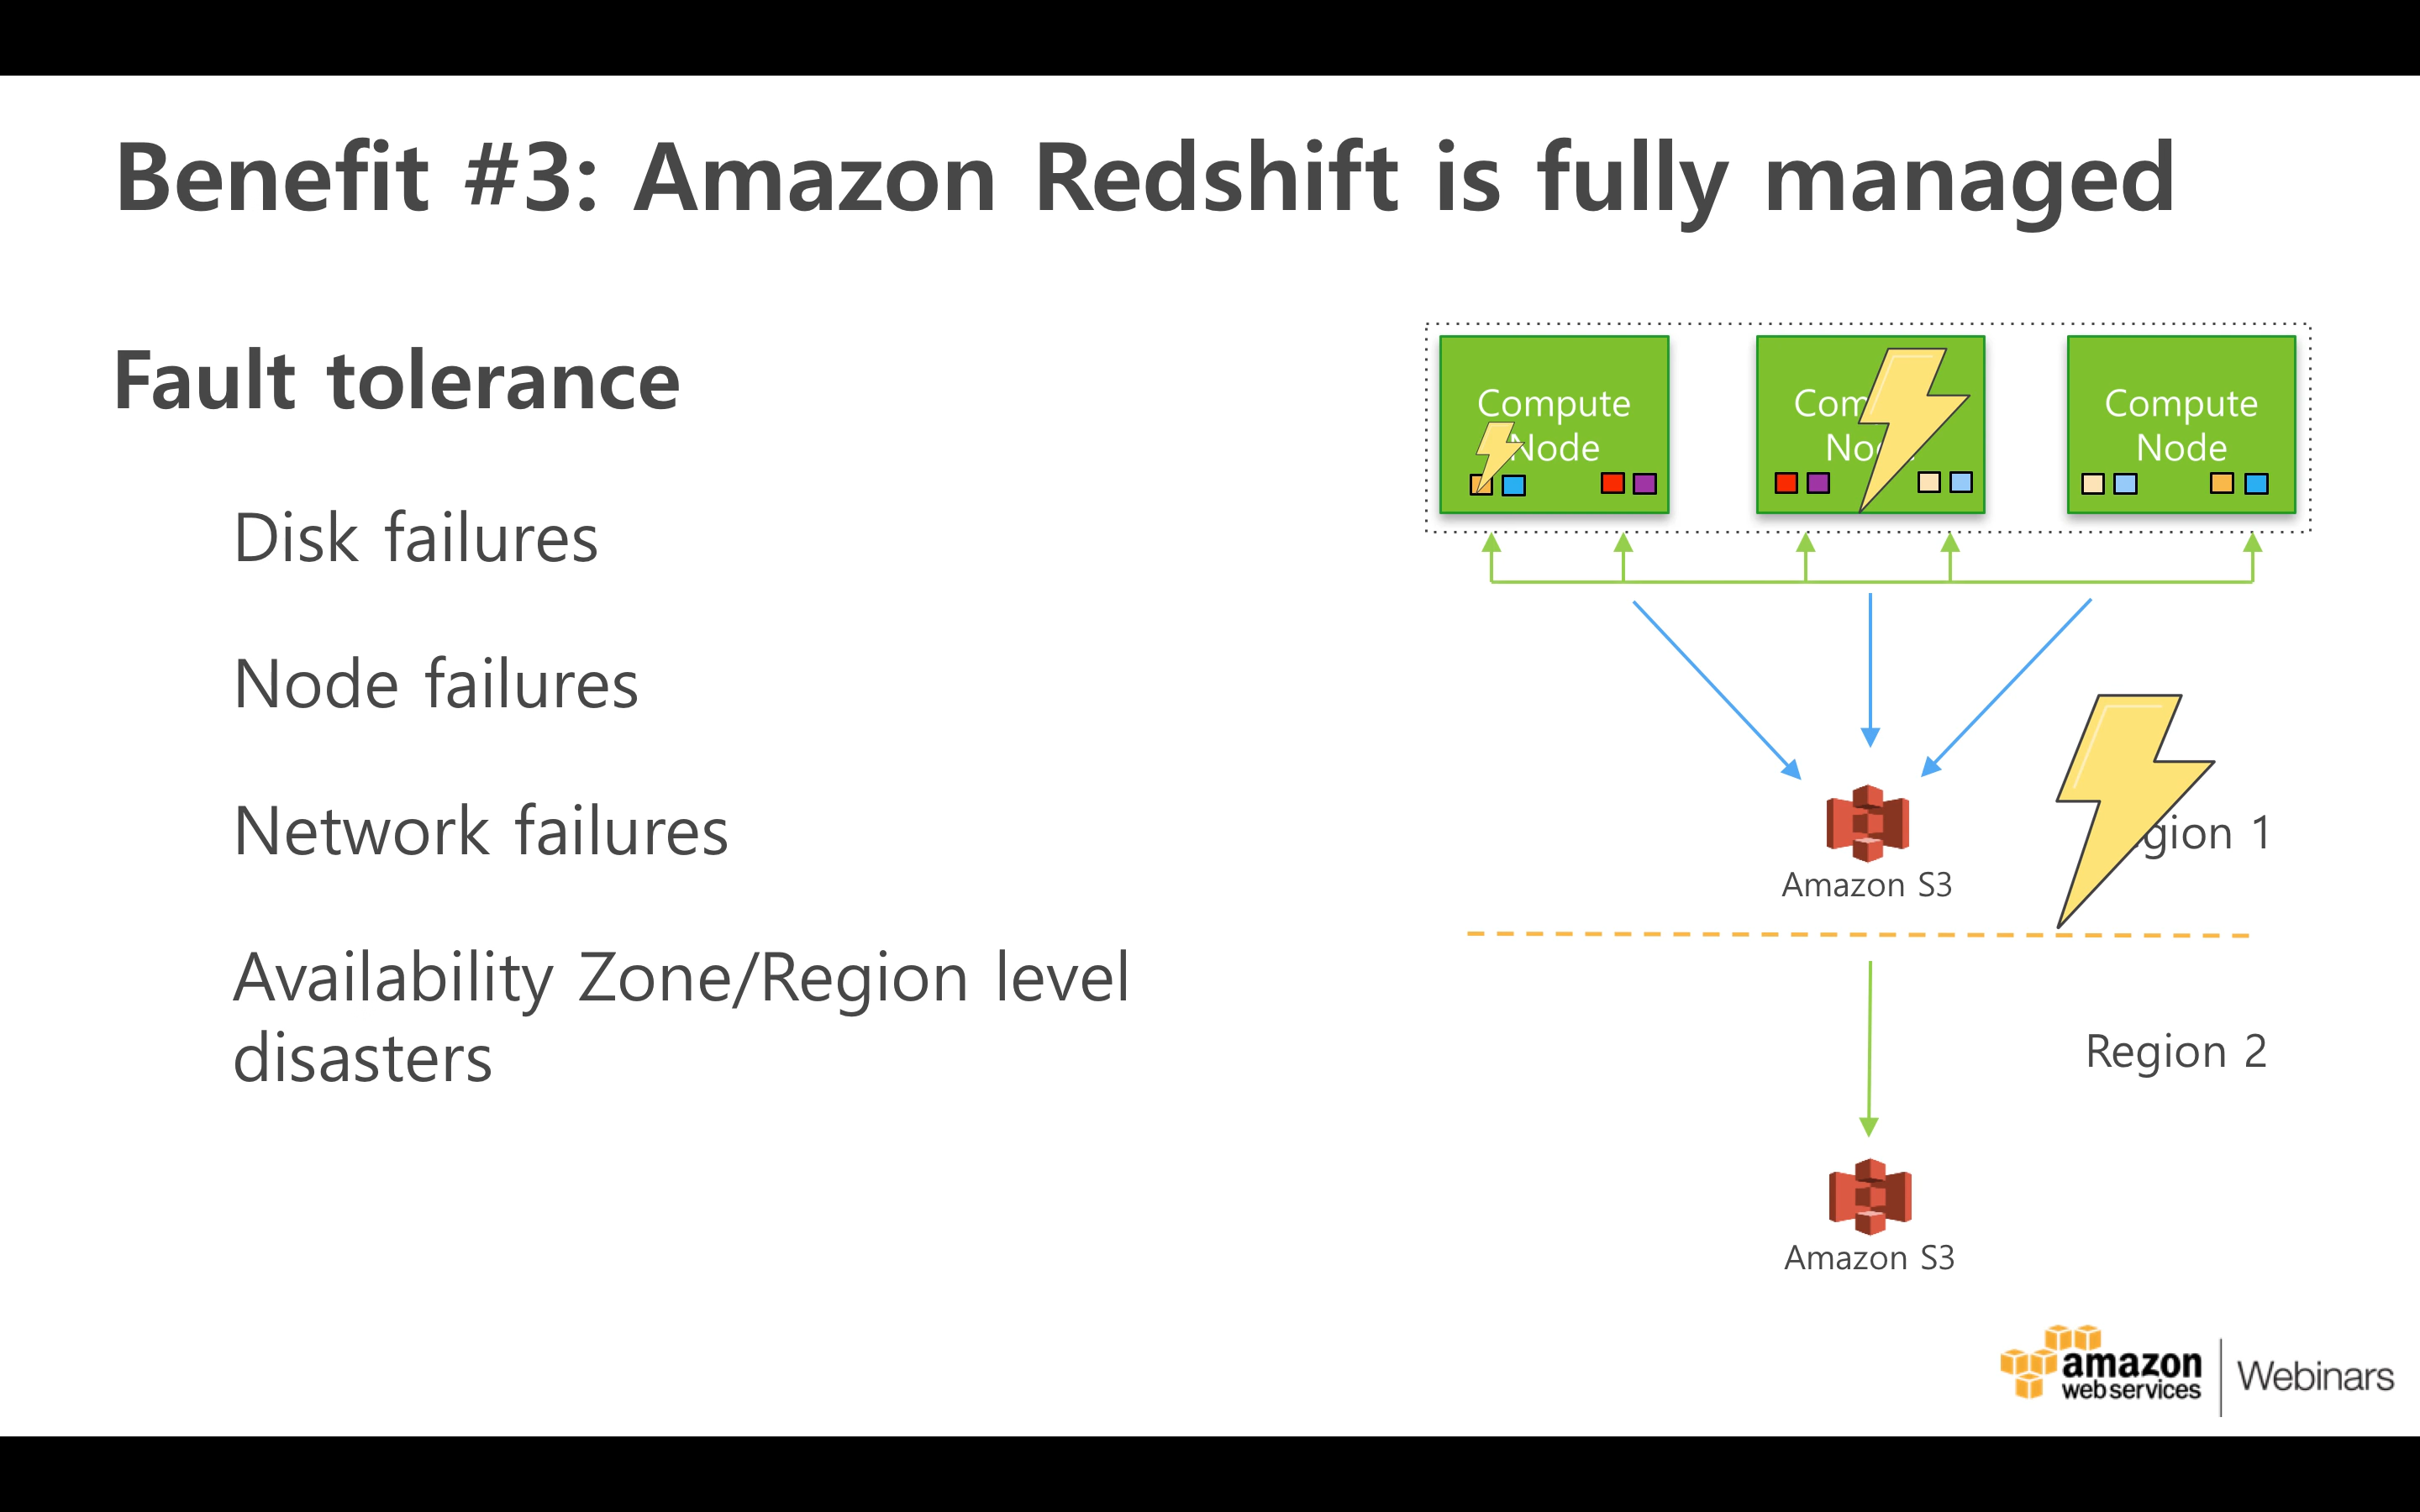 Benefit #3: Amazon Redshift is fully managed
Fault tolerance
Disk failures
Node failures
Network failures
Availability Zone/Region level
disasters
Compute
Node
Compute
Node
Amazon S3
1
Region 2
Amazon S3
amazon
web services
Webinars